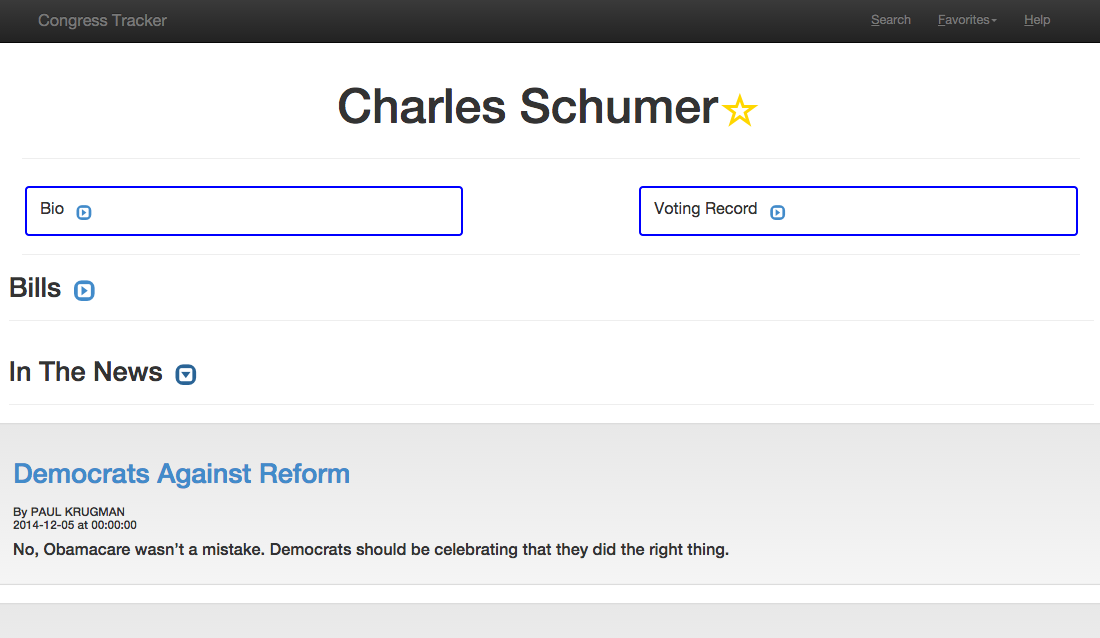 Congress Tracker
Search Favorites Help
Charles Schumer
Bio
Voting Record
Bills
In The News
Democrats Against Reform
By PAUL KRUGMAN
2014-12-05 at 00:00:00
No, Obamacare wasn’t a mistake. Democrats should be celebrating that they did the right thing.